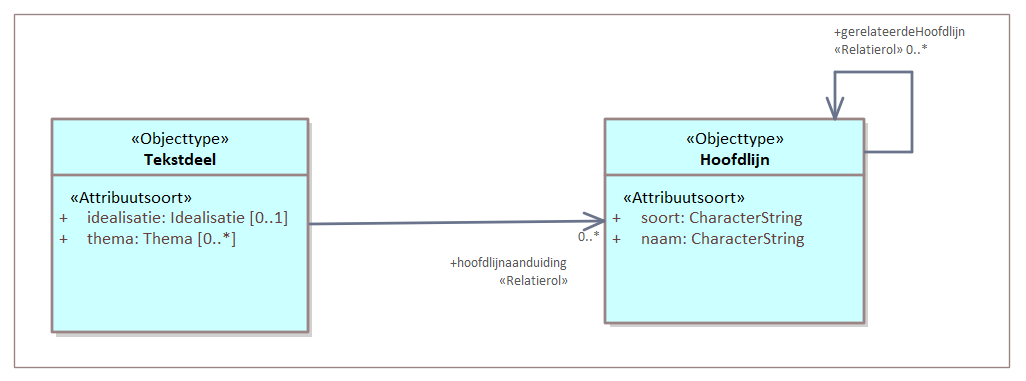 +gerelateerdeHoofdlijn
«Relatierol» 0..*
«Objecttype»
Tekstdeel
«Attribuutsoort»
+ idealisatie: Idealisatie [0..1]
+ thema: Thema [0..*]
0..*
+hoofdlijnaanduiding
«Relatierol»
«Objecttype»
Hoofdlijn
«Attribuutsoort»
+ soort: CharacterString
+ naam: CharacterString